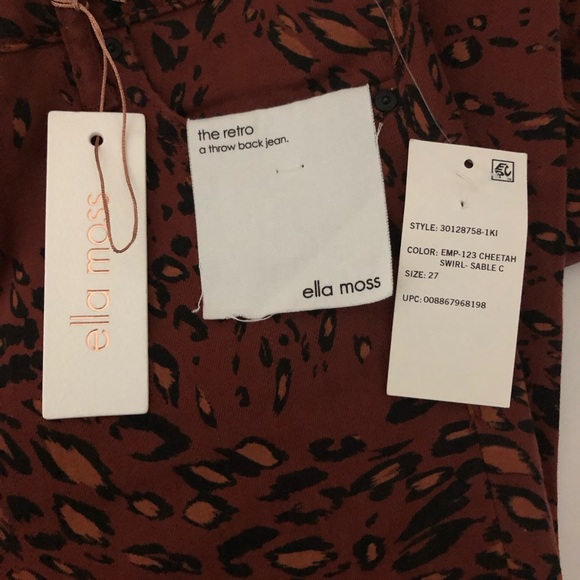 ella moss
the retro
a throw back jean.
ella moss
STYLE: 30128758-1KI
COLOR: EMP-123 CHEETAH
SWIRL- SABLE C
SIZE: 27
UPC: 008867968198